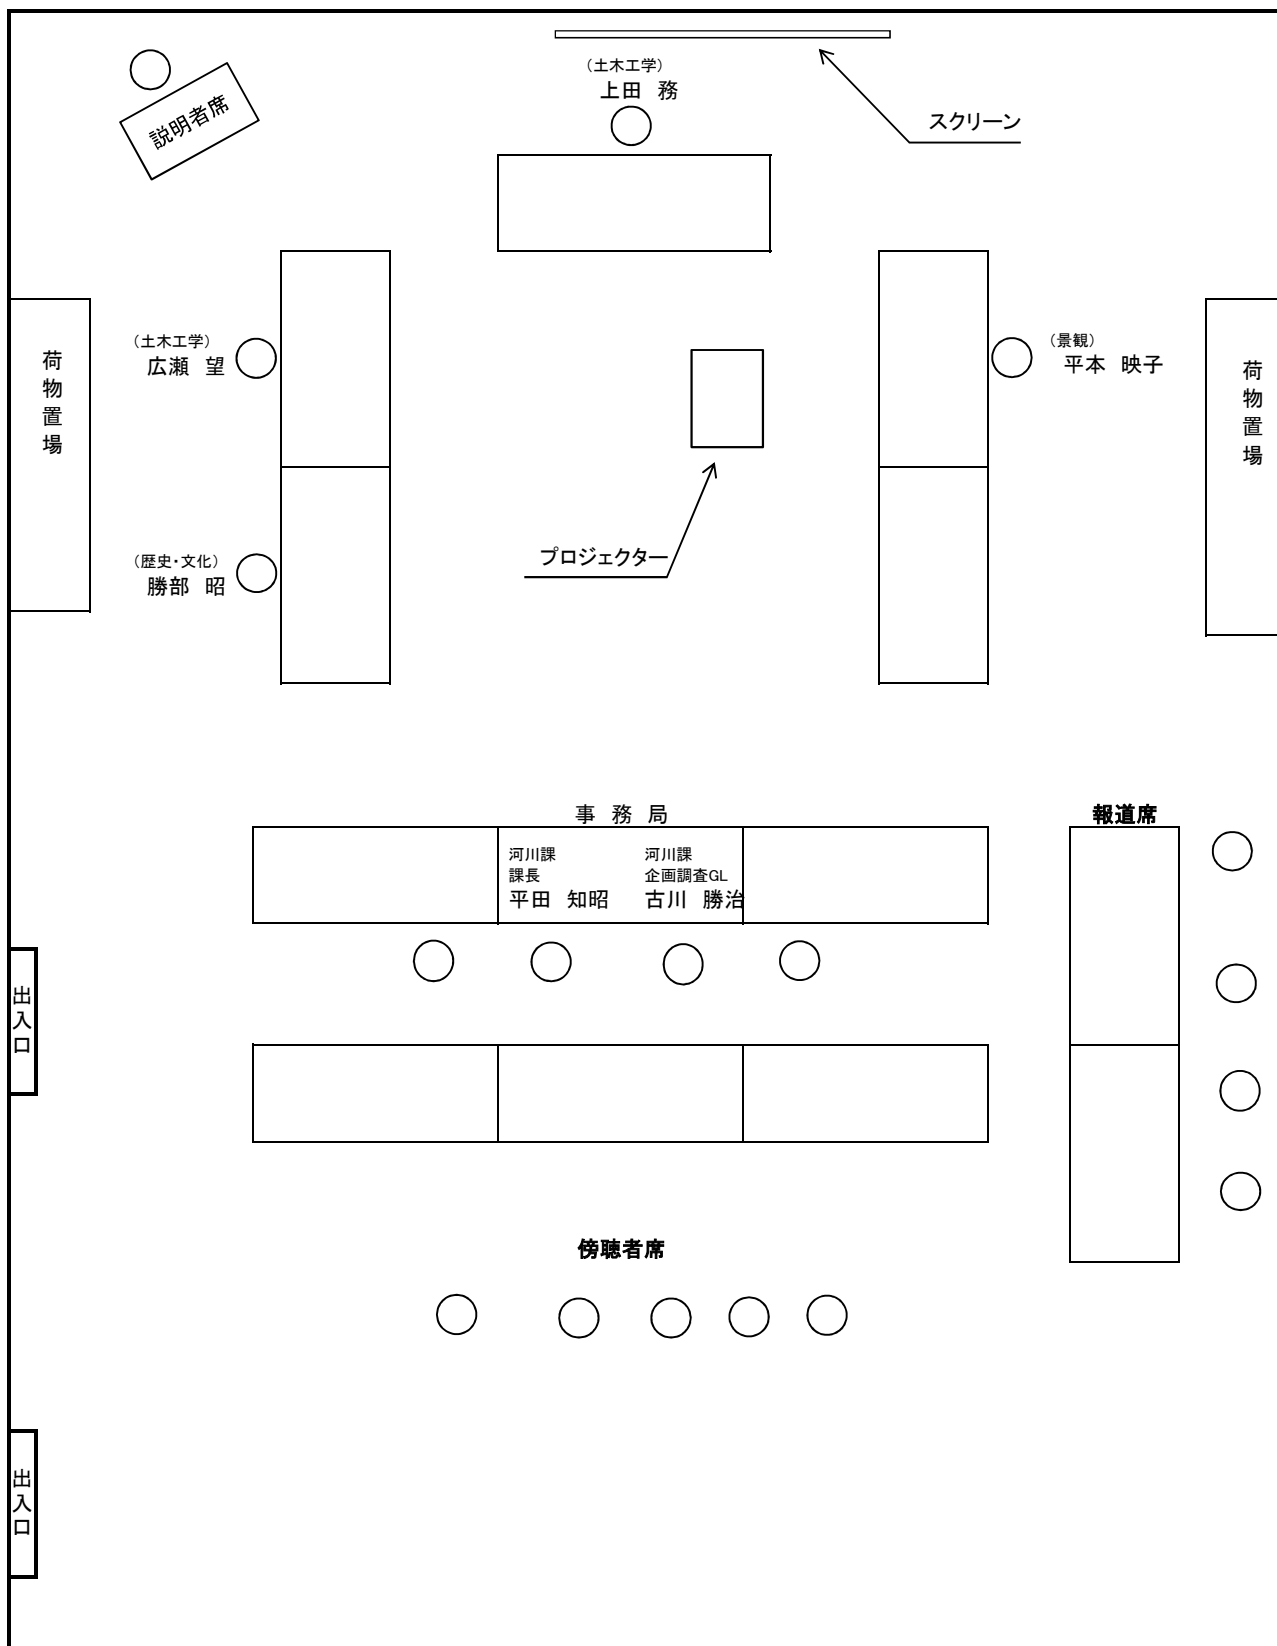 （土木工学）
上田　務
説明者席
スクリーン
（土木工学）
広瀬　望
（景観）
平本　映子
荷物置場
荷物置場
プロジェクター
（歴史・文化）
勝部　昭
事　務　局
報道席
河川課
課長
平田　知昭
河川課
企画調査GL
古川　勝治
出入口
傍聴者席
出入口